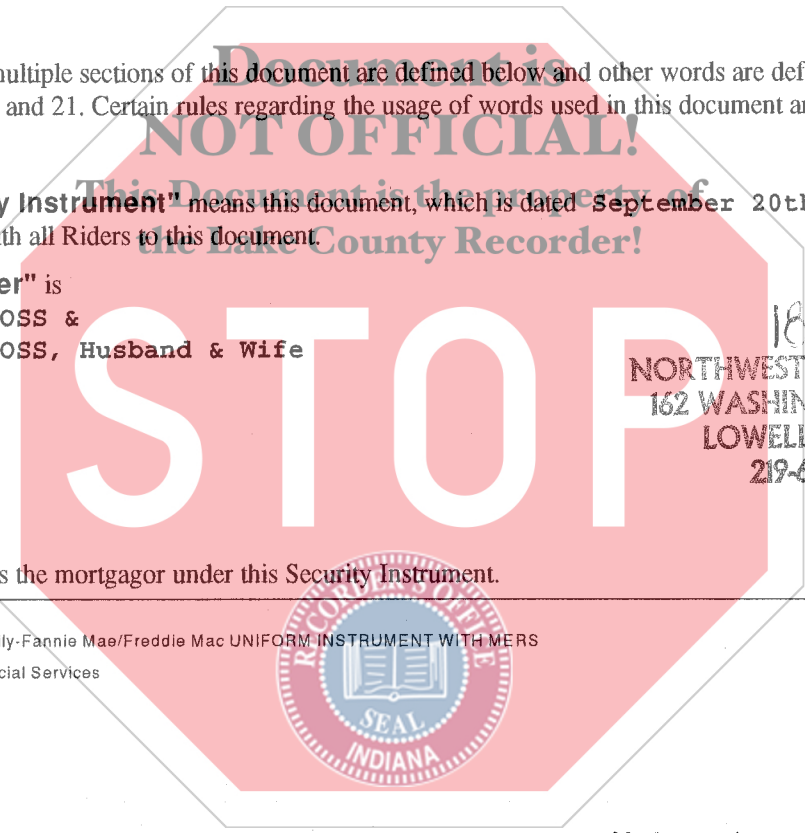 Document is
multiple sections of this document are defined below and other words are def
and 21. Certain rules regarding the usage of words used in this document ar
NOT OFFICIAL!
This Document is the property of
y Instrument" means this document, which is dated September 20th
th all Riders to this document.
the Lake County Recorder!
er" is
OSS &
OSS, Husband & Wife
18
NORTHWEST
162 WASHIN
LOWELL
219-6
STOP
s the mortgagor under this Security Instrument.
ly-Fannie Mae/Freddie Mac UNIFORM INSTRUMENT WITH MERS
cial Services
RECORDER'S OFFICE
SEAL
INDIANA